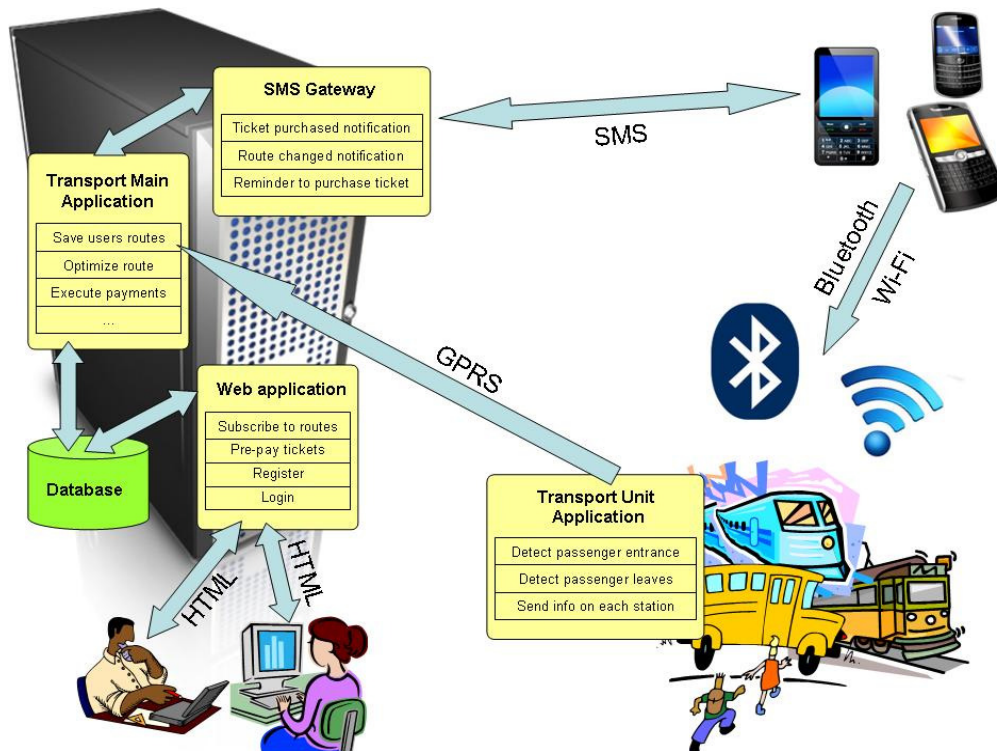 SMS Gateway
Ticket purchased notification
Route changed notification
Reminder to purchase ticket
SMS
Transport Main
Application
Save users routes
Optimize route
Execute payments
...
Bluetooth
Wi-Fi
GPRS
Web application
Subscribe to routes
Pre-pay tickets
Register
Login
Database
Transport Unit
Application
Detect passenger entrance
Detect passenger leaves
Send info on each station
HTML
HTML